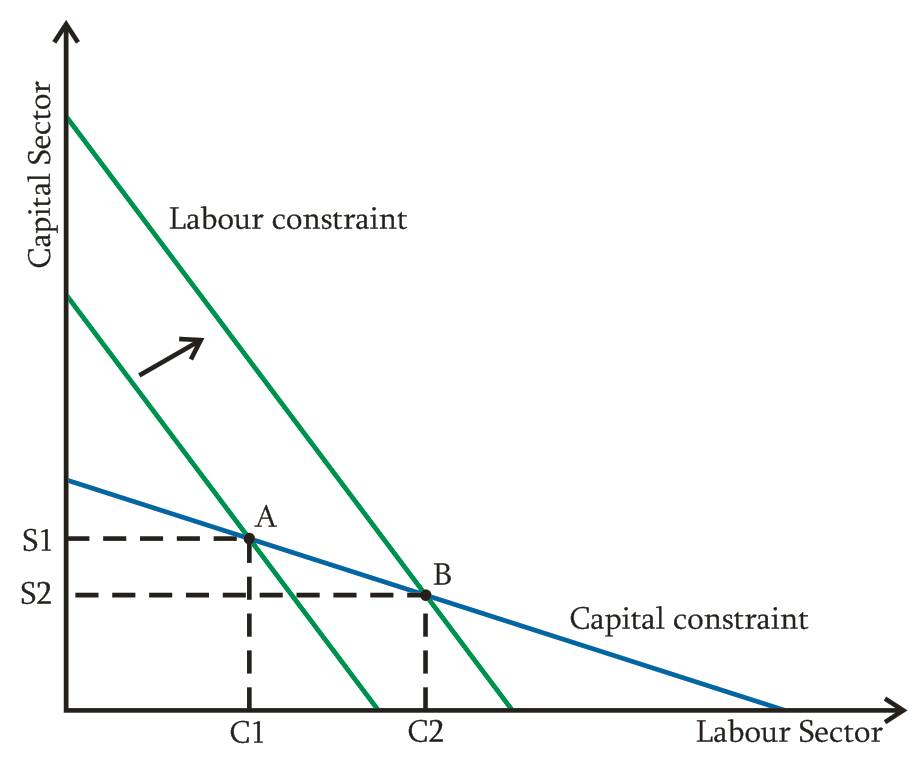 Capital Sector
Labour constraint
A
S1
B
S2
Capital constraint
C1
C2
Labour Sector